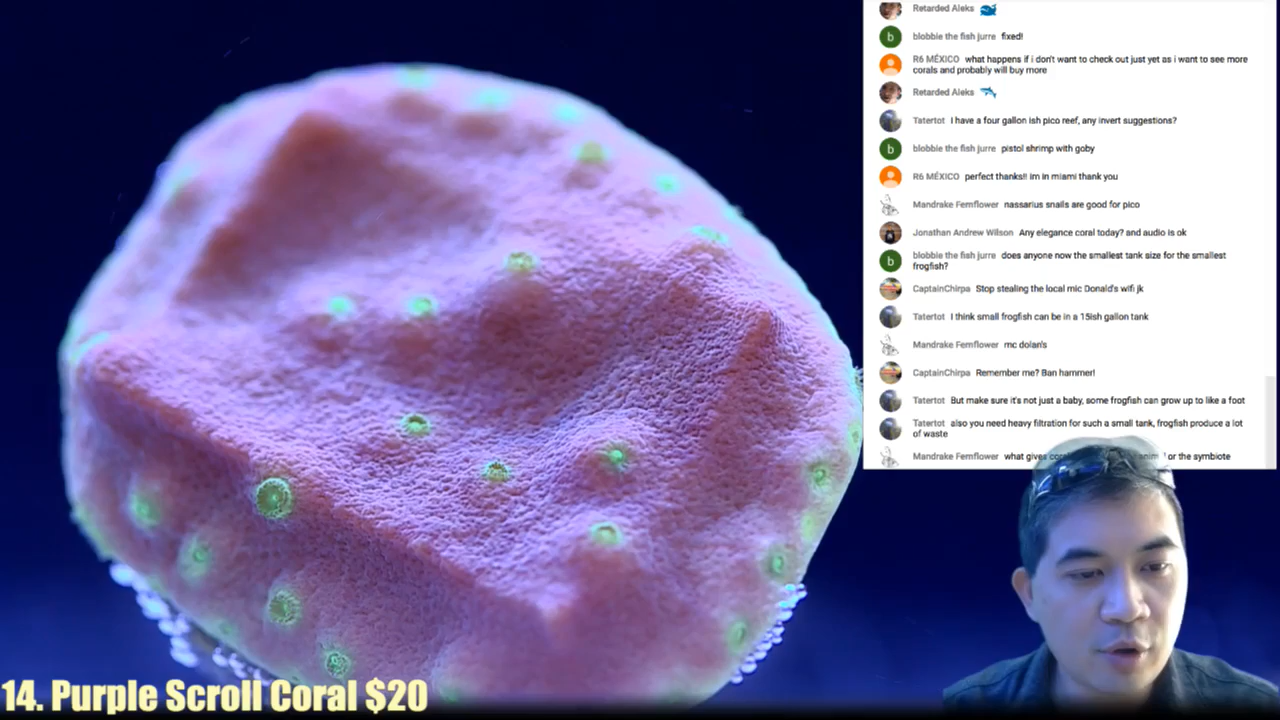 Retarded Aleks
blobbie the fish jurre fixed!
R6 MÉXICO what happens if i don't want to check out just yet as i want to see more
corals and probably will buy more
Retarded Aleks
Tatertot I have a four gallon ish pico reef, any invert suggestions?
b blobbie the fish jurre pistol shrimp with goby
R6 MÉXICO perfect thanks!! im in miami thank you
Mandrake Fernflower nassarius snails are good for pico
Jonathan Andrew Wilson Any elegance coral today? and audio is ok
b blobbie the fish jurre does anyone now the smallest tank size for the smallest
frogfish?
CaptainChirpa Stop stealing the local mic Donald's wifi jk
Tatertot I think small frogfish can be in a 15ish gallon tank
Mandrake Fernflower mc dolan's
CaptainChirpa Remember me? Ban hammer!
Tatertot But make sure it's not just a baby, some frogfish can grow up to like a foot
Tatertot also you need heavy filtration for such a small tank, frogfish produce a lot
of waste
Mandrake Fernflower what gives or the symbiote
14. Purple Scroll Coral $20